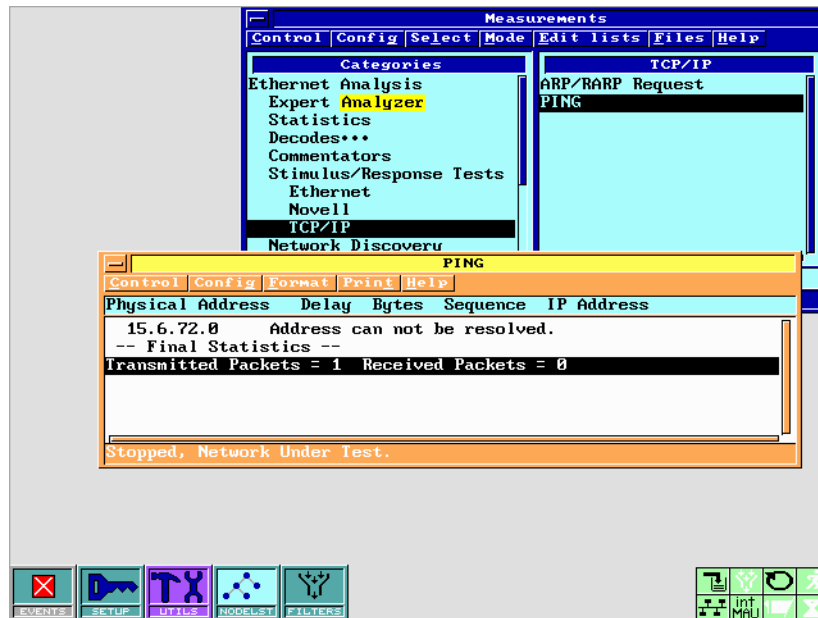 Measurements
Control Config Select Mode Edit lists Files Help
Categories
TCP/IP
Ethernet Analysis
Expert Analyzer
Statistics
Decodes•••
Commentators
Stimulus/Response Tests
Ethernet
Novell
TCP/IP
Network Discovery
ARP/RARP Request
PING
PING
Control Config Format Print Help
Physical Address Delay Bytes Sequence IP Address
15.6.72.0 Address can not be resolved.
-- Final Statistics --
Transmitted Packets = 1 Received Packets = 0
Stopped, Network Under Test.
EVENTS SETUP UTILS NODELST FILTERS
int
MAU